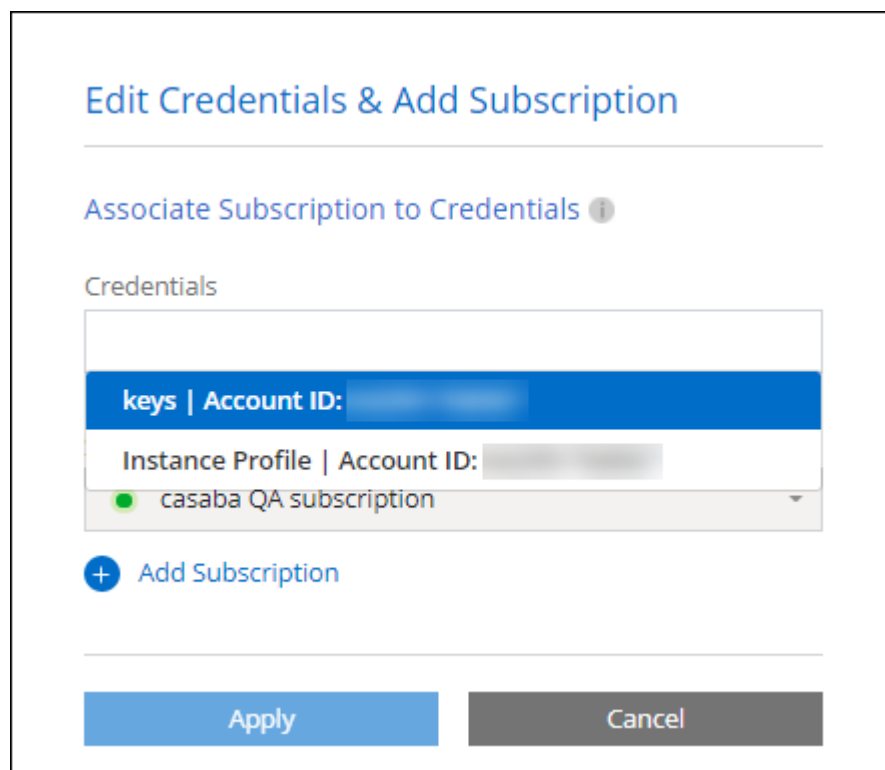 Edit Credentials & Add Subscription
Associate Subscription to Credentials
Credentials
keys | Account ID:
Instance Profile | Account ID:
casaba QA subscription
Add Subscription
Apply
Cancel